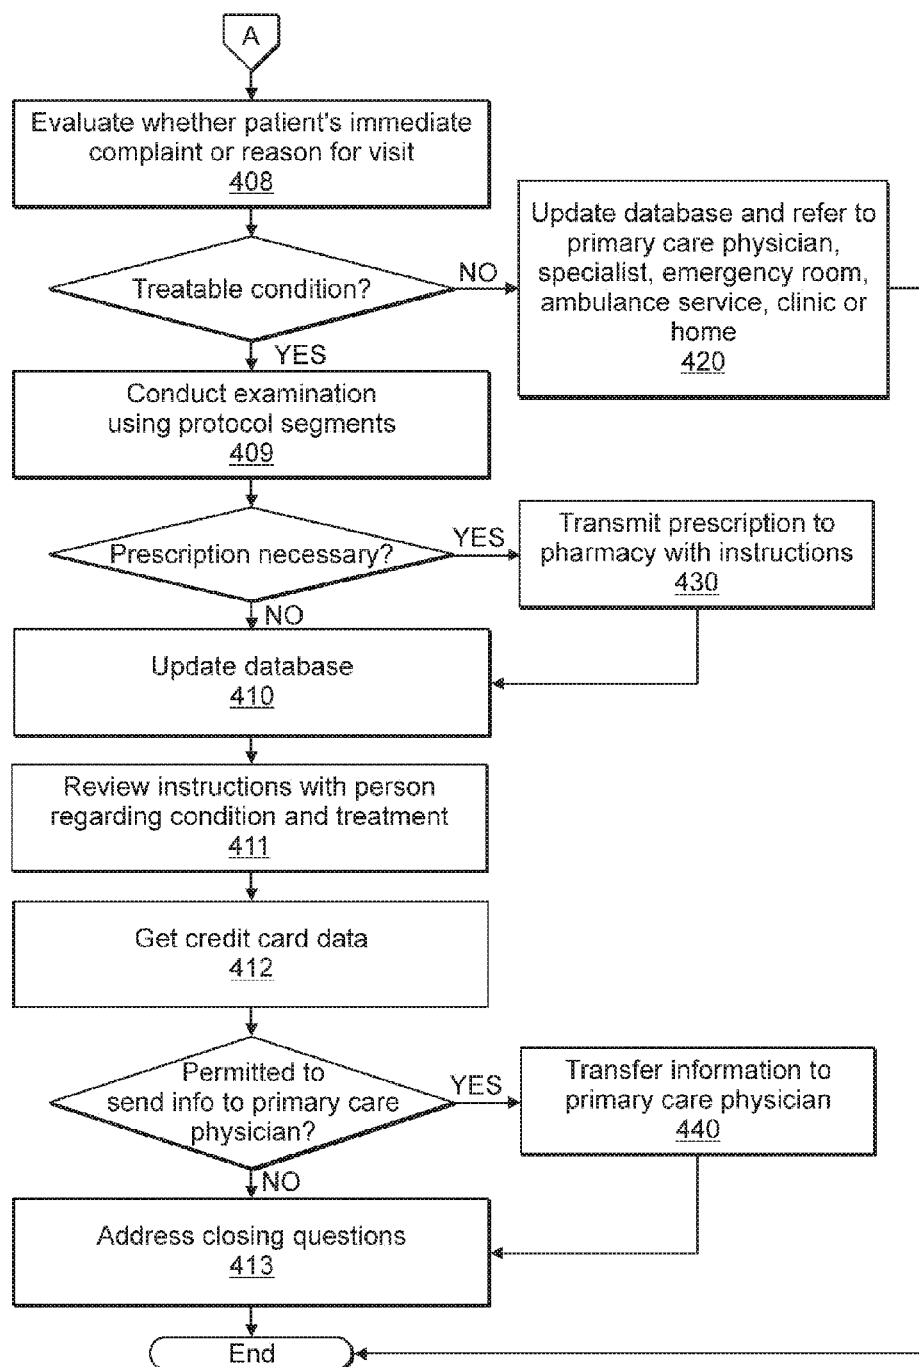 A
Evaluate whether patient's immediate
complaint or reason for visit
408
Treatable condition?
NO
Update database and refer to
primary care physician,
specialist, emergency room,
ambulance service, clinic or
home
420
YES
Conduct examination
using protocol segments
409
Prescription necessary?
YES
Transmit prescription to
pharmacy with instructions
430
NO
Update database
410
Review instructions with person
regarding condition and treatment
411
Get credit card data
412
Permitted to
send info to primary care
physician?
YES
Transfer information to
primary care physician
440
NO
Address closing questions
413
End